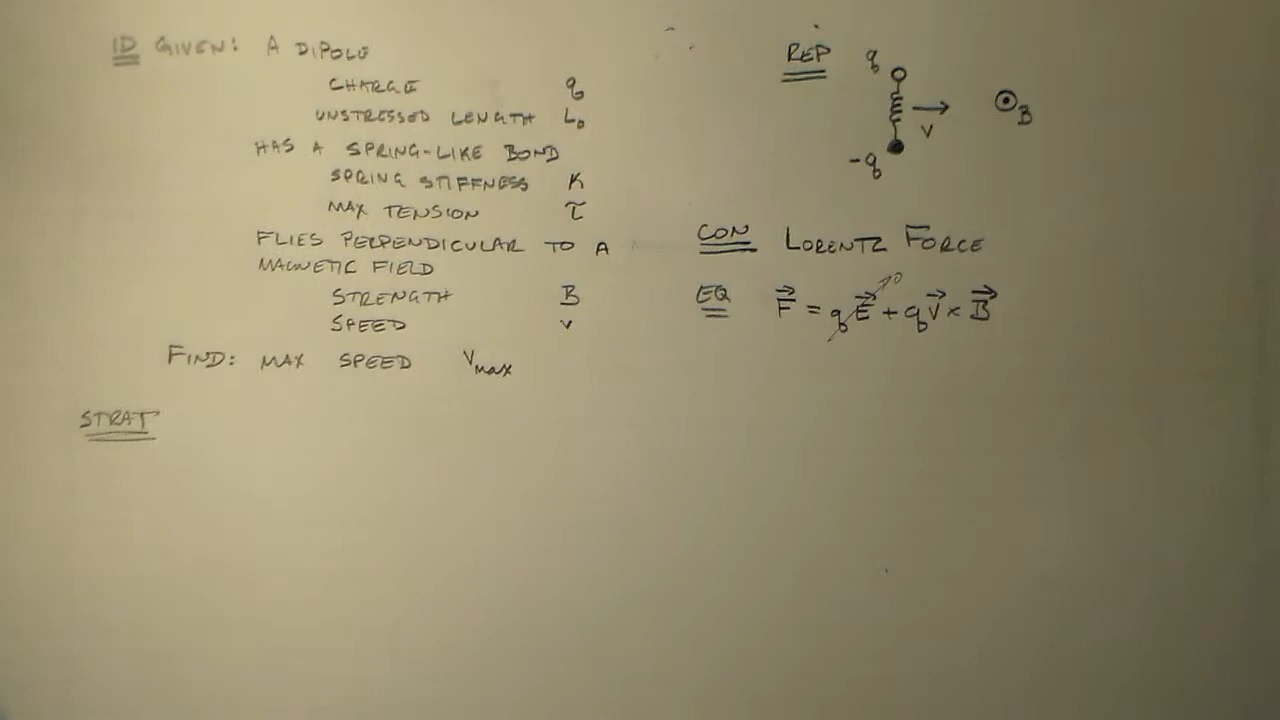 ID GIVEN: A DIPOLE
CHARGE q
UNSTRESSED LENGTH L₀
HAS A SPRING-LIKE BOND
SPRING STIFFNESS K
MAX TENSION τ
FLIES PERPENDICULAR TO A
MAGNETIC FIELD
STRENGTH B
SPEED v
FIND: MAX SPEED vmax
STRAT
REP
q
v
B
-q
CON LORENTZ FORCE
EQ F⃗ = qE⃗ + qv⃗ × B⃗
0